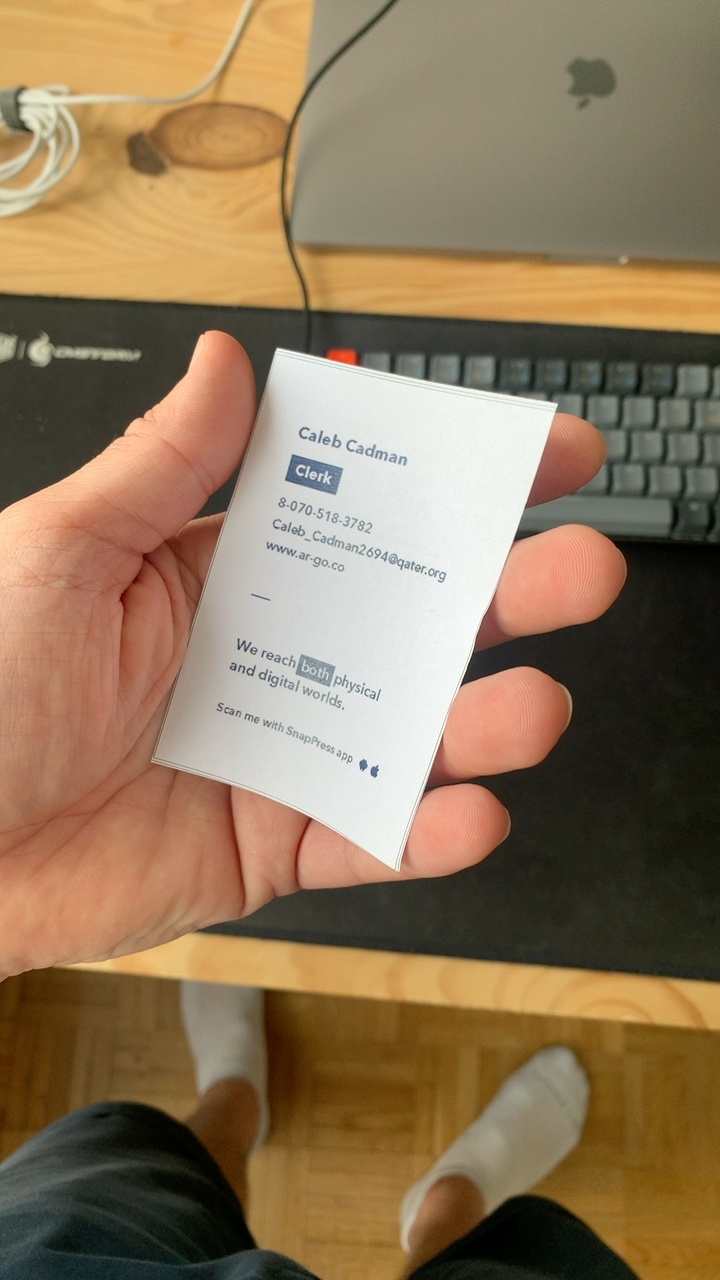 Caleb Cadman
Clerk
8-070-518-3782
Caleb_Cadman2694@qater.org
www.ar-go.co
We reach both physical
and digital worlds.
Scan me with SnapPress app